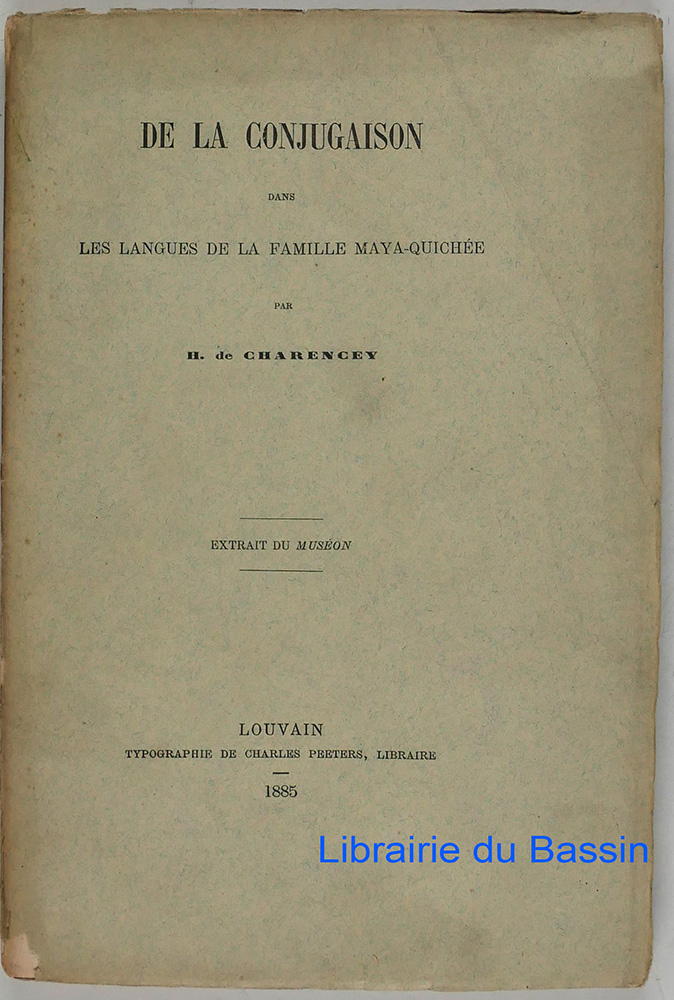 DE LA CONJUGAISON
DANS
LES LANGUES DE LA FAMILLE MAYA-QUICHÉE
PAR
H. de CHARENCEY
EXTRAIT DU MUSÉON
LOUVAIN
TYPOGRAPHIE DE CHARLES PEETERS, LIBRAIRE
1885
Librairie du Bassin